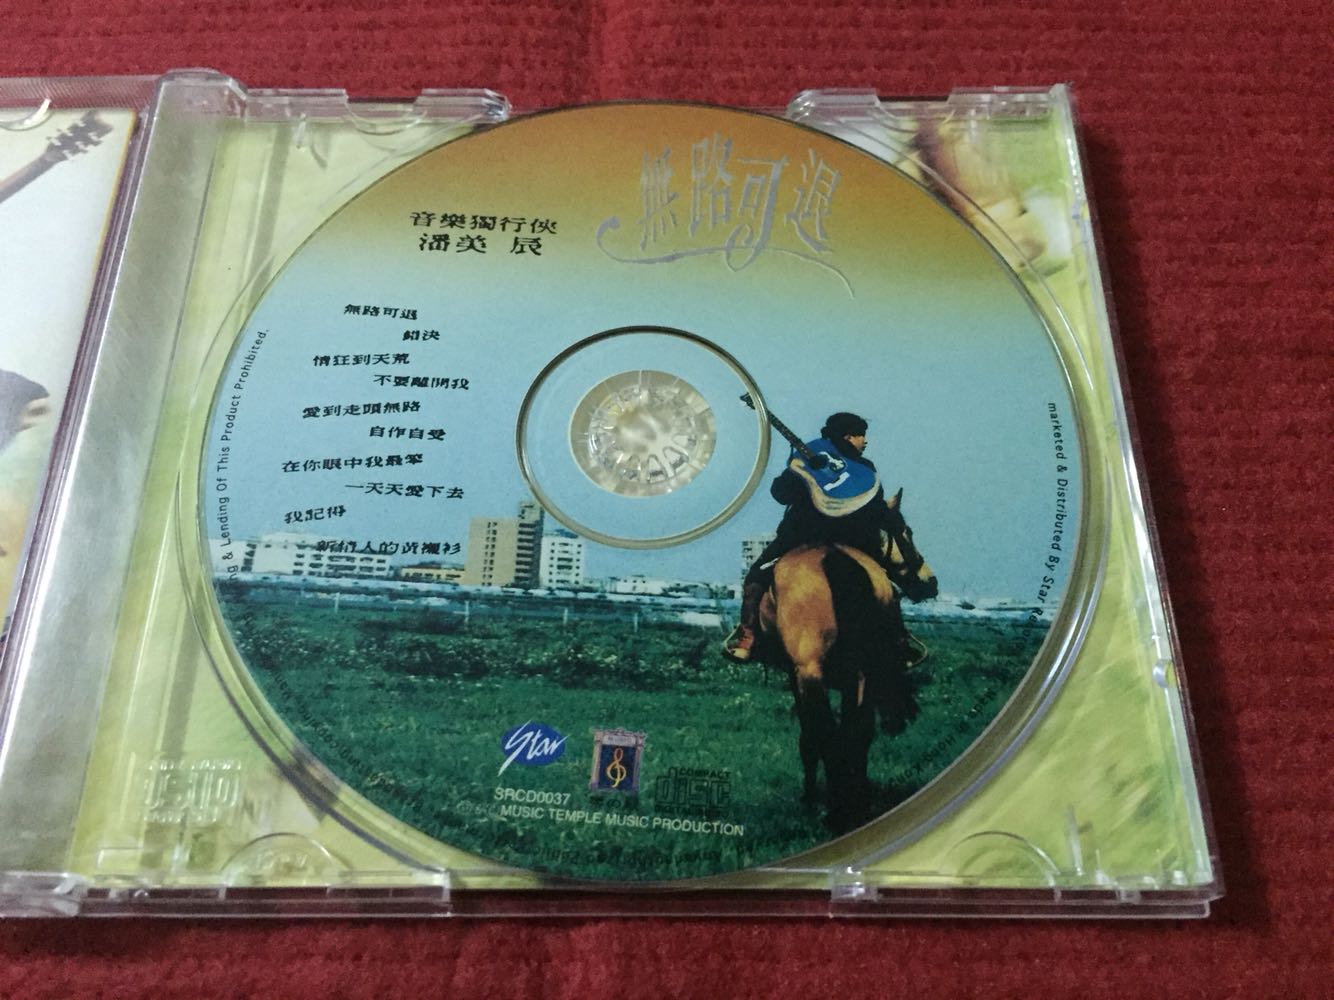 無路可退
音樂獨行俠
潘美辰
無路可退
錯決
情狂到天荒
不要離開我
愛到走頭無路
自作自受
在你眼中我最笨
一天天愛下去
我記得
新情人的黃襯衫
Lending Of This Product Prohibited.
marketed & Distributed By Star
Star
SRCD0037
MUSIC TEMPLE MUSIC PRODUCTION
COMPACT
disc